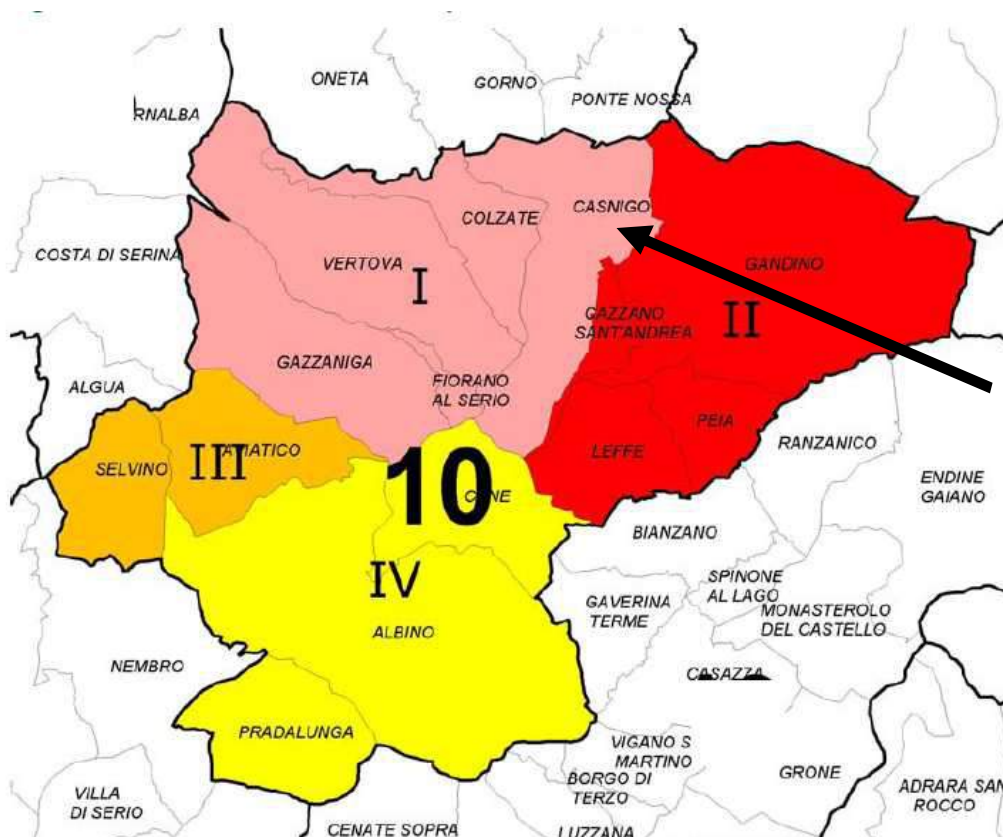 ONETA
GORNO
PONTE NOSSA
RNALBA
CASNIGO
COLZATE
COSTA DI SERINA
VERTOVA
I
GANDINO
GAZZANO
SANT'ANDREA
II
GAZZANIGA
FIORANO
AL SERIO
ALGUA
PEIA
RANZANICO
SELVINO
III
AMATICO
LEFFE
10
CENE
ENDINE
GAIANO
BIANZANO
IV
SPINONE
AL LAGO
GAVERINA
TERME
MONASTEROLO
DEL CASTELLO
ALBINO
NEMBRO
CASAZZA
PRADALUNGA
VIGANO S
MARTINO
GRONE
BORGO DI
TERZO
ADRARA SAN
ROCCO
VILLA
DI SERIO
CENATE SOPRA
LUZZANA